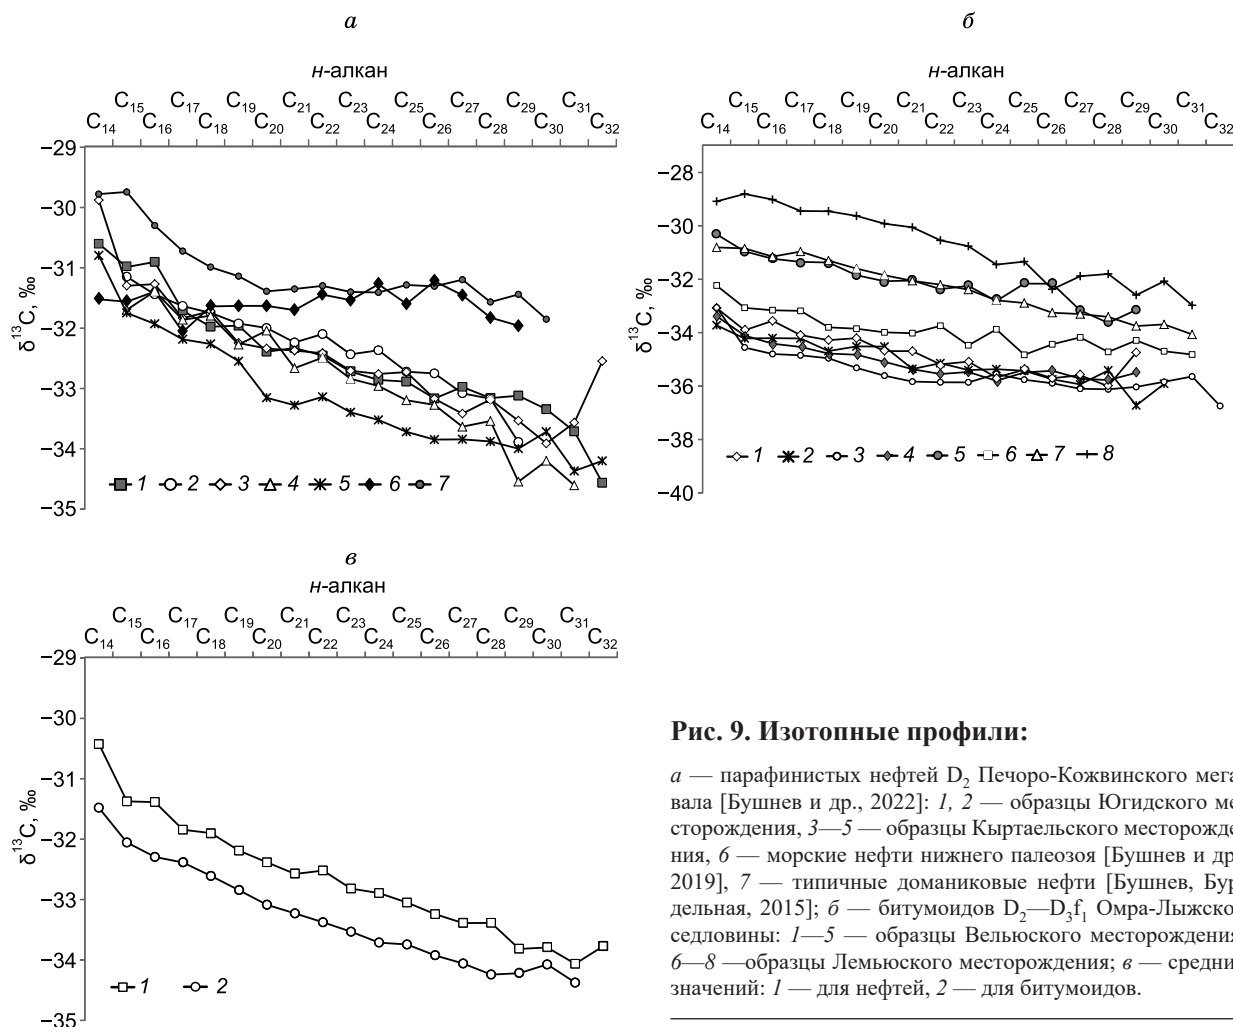 а
н-алкан
C15 C17 C19 C21 C23 C25 C27 C29 C31
C14 C16 C18 C20 C22 C24 C26 C28 C30 C32
−29
−30
−31
−32
−33
−34
−35
δ13C, ‰
1 2 3 4 5 6 7
б
н-алкан
C15 C17 C19 C21 C23 C25 C27 C29 C31
C14 C16 C18 C20 C22 C24 C26 C28 C30 C32
−28
−30
−32
−34
−36
−38
−40
δ13C, ‰
1 2 3 4 5 6 7 8
в
н-алкан
C15 C17 C19 C21 C23 C25 C27 C29 C31
C14 C16 C18 C20 C22 C24 C26 C28 C30 C32
−29
−30
−31
−32
−33
−34
−35
δ13C, ‰
1 2
Рис. 9. Изотопные профили:
а — парафинистых нефтей D2 Печоро-Кожвинского мега
вала [Бушнев и др., 2022]: 1, 2 — образцы Югидского ме
сторождения, 3—5 — образцы Кыртаельского месторожде
ния, 6 — морские нефти нижнего палеозоя [Бушнев и др
2019], 7 — типичные доманиковые нефти [Бушнев, Бур
дельная, 2015]; б — битумоидов D2—D3f1 Омра-Лыжско
седловины: 1—5 — образцы Вельюского месторождения
6—8 —образцы Лемьюского месторождения; в — средни
значений: 1 — для нефтей, 2 — для битумоидов.